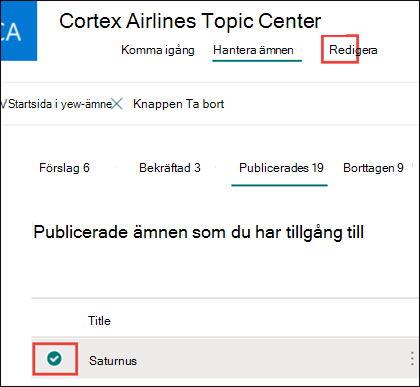 CA
Cortex Airlines Topic Center
Komma igång Hantera ämnen Redigera
V/Startsida i yew-ämne Knappen Ta bort
Förslag 6 Bekräftad 3 Publicerades 19 Borttagen 9
Publicerade ämnen som du har tillgång till
Title
Saturnus